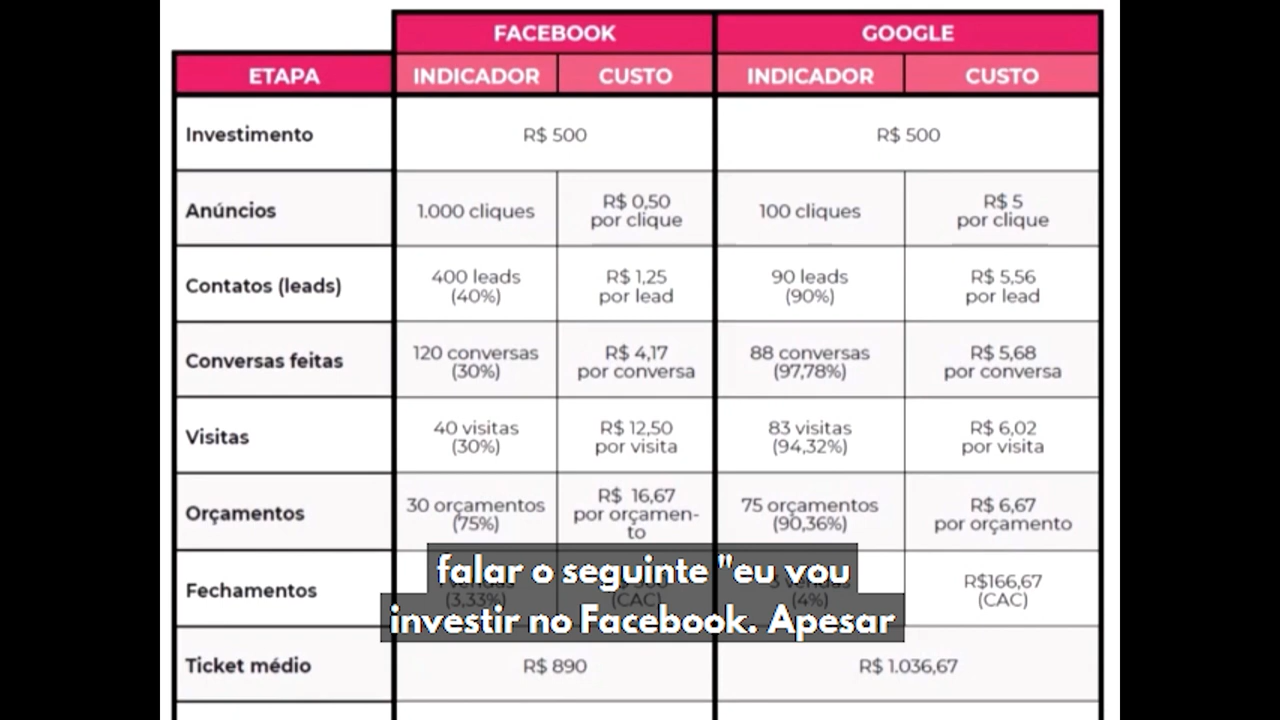 FACEBOOK GOOGLE
ETAPA INDICADOR CUSTO INDICADOR CUSTO
Investimento R$ 500 R$ 500
Anúncios 1.000 cliques R$ 0,50 por clique 100 cliques R$ 5 por clique
Contatos (leads) 400 leads (40%) R$ 1,25 por lead 90 leads (90%) R$ 5,56 por lead
Conversas feitas 120 conversas (30%) R$ 4,17 por conversa 88 conversas (97,78%) R$ 5,68 por conversa
Visitas 40 visitas (30%) R$ 12,50 por visita 83 visitas (94,32%) R$ 6,02 por visita
Orçamentos 30 orçamentos (75%) R$ 16,67 por orçamen-to 75 orçamentos (90,36%) R$ 6,67 por orçamento
Fechamentos vendas (3,33%) (CAC) vendas (4%) R$166,67 (CAC)
Ticket médio R$ 890 R$ 1.036,67
falar o seguinte "eu vou
investir no Facebook. Apesar